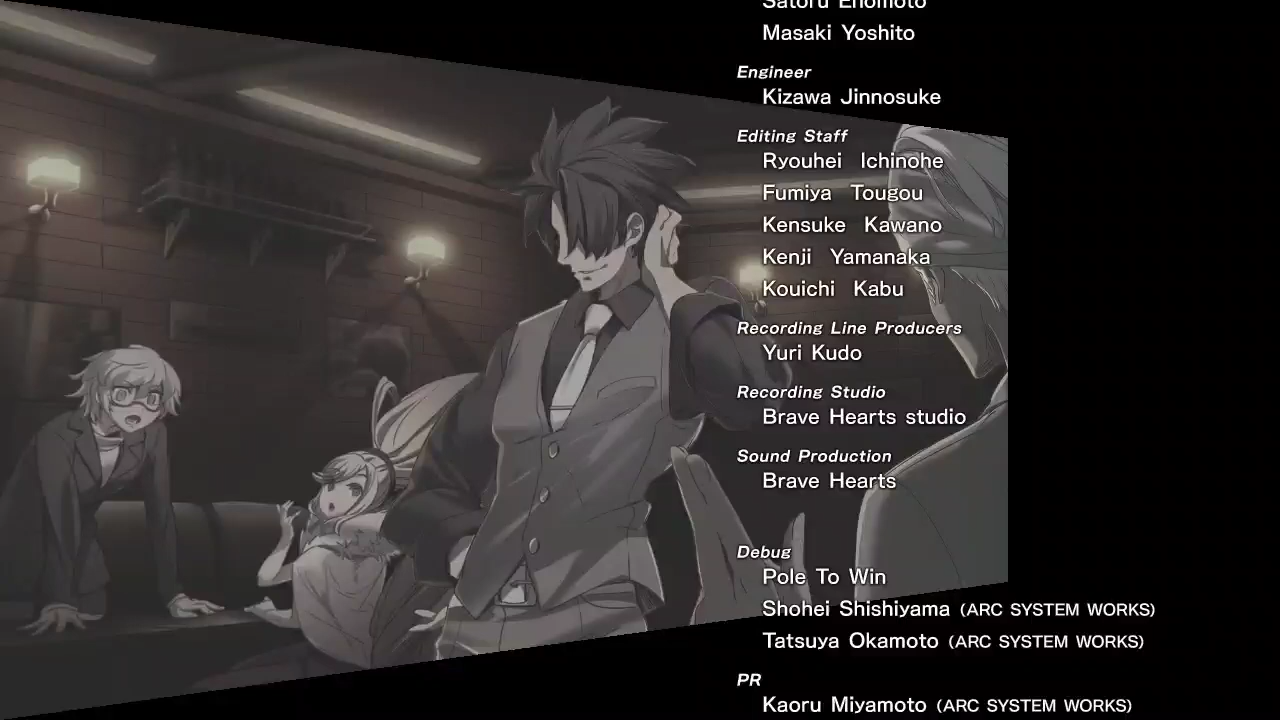 Satoru Enomoto
Masaki Yoshito
Engineer
Kizawa Jinnosuke
Editing Staff
Ryouhei Ichinohe
Fumiya Tougou
Kensuke Kawano
Kenji Yamanaka
Kouichi Kabu
Recording Line Producers
Yuri Kudo
Recording Studio
Brave Hearts studio
Sound Production
Brave Hearts
Debug
Pole To Win
Shohei Shishiyama (ARC SYSTEM WORKS)
Tatsuya Okamoto (ARC SYSTEM WORKS)
PR
Kaoru Miyamoto (ARC SYSTEM WORKS)